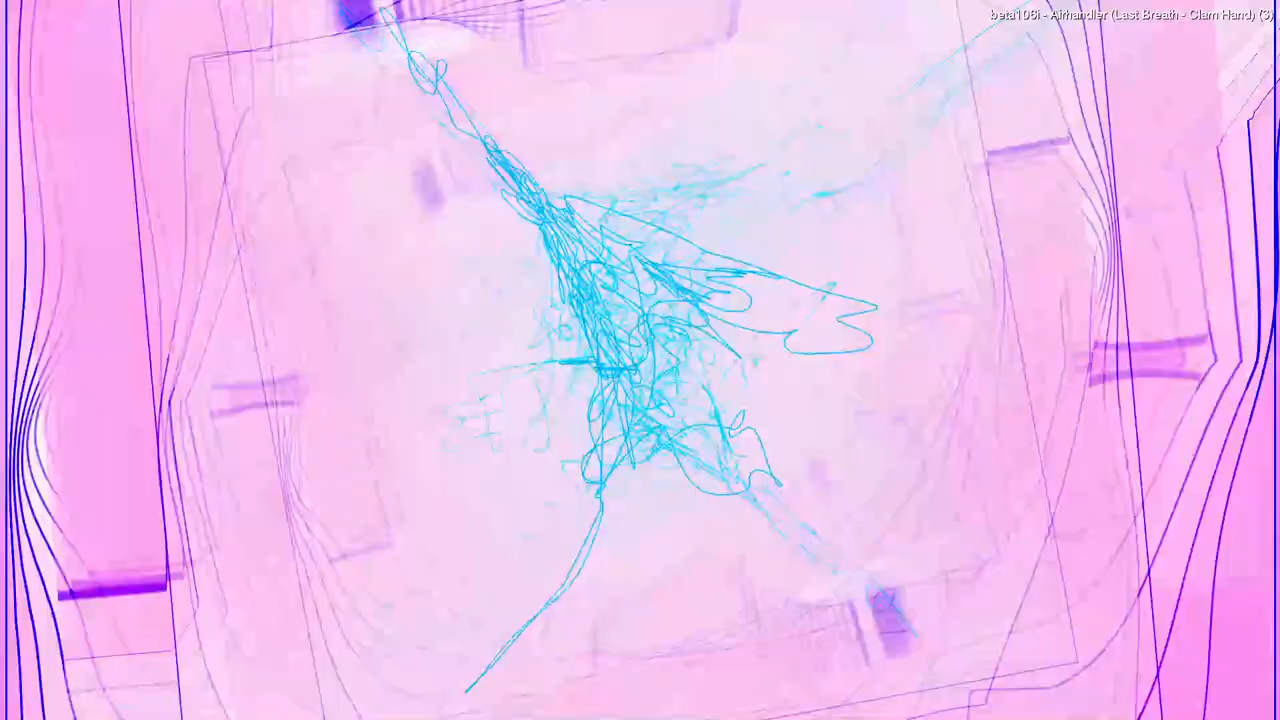 beta106i - Airhandler (Last Breath - Clam Hand) (3)